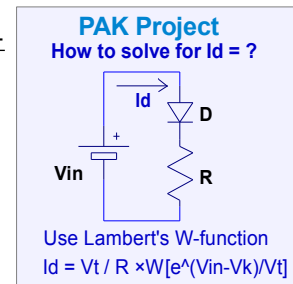 PAK Project
How to solve for Id = ?
Id
D
+
Vin
R
Use Lambert's W-function
Id = Vt / R ×W[e^(Vin-Vk)/Vt]